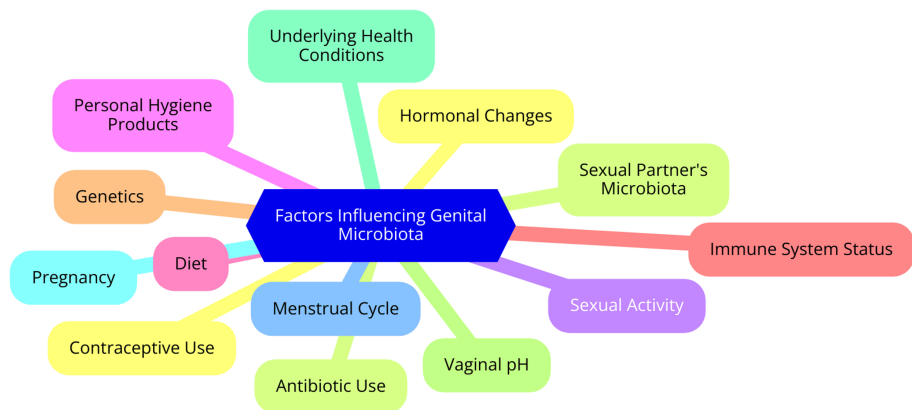 Underlying Health
Conditions
Personal Hygiene
Products
Hormonal Changes
Sexual Partner's
Microbiota
Genetics
Factors Influencing Genital
Microbiota
Immune System Status
Diet
Pregnancy
Menstrual Cycle
Sexual Activity
Contraceptive Use
Vaginal pH
Antibiotic Use